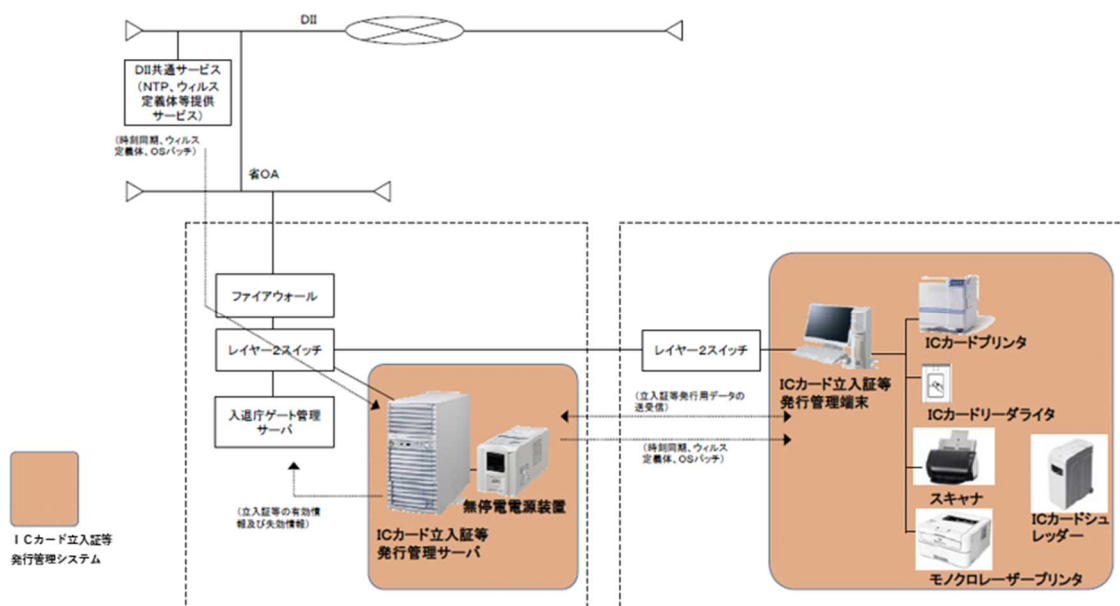 DII
DII共通サービス
(NTP、ウィルス
定義体等提供
サービス)
(時刻同期、ウィルス
定義体、OSパッチ)
省OA
ファイアウォール
レイヤー2スイッチ
入退庁ゲート管理
サーバ
(立入証等の有効情
報及び失効情報)
無停電電源装置
ICカード立入証等
発行管理サーバ
レイヤー2スイッチ
(立入証等発行用データの
送受信)
(時刻同期、ウィルス
定義体、OSパッチ)
ICカード立入証等
発行管理端末
ICカードプリンタ
ICカードリーダライタ
スキャナ
ICカードシュ
レッダー
モノクロレーザープリンタ
ICカード立入証等
発行管理システム